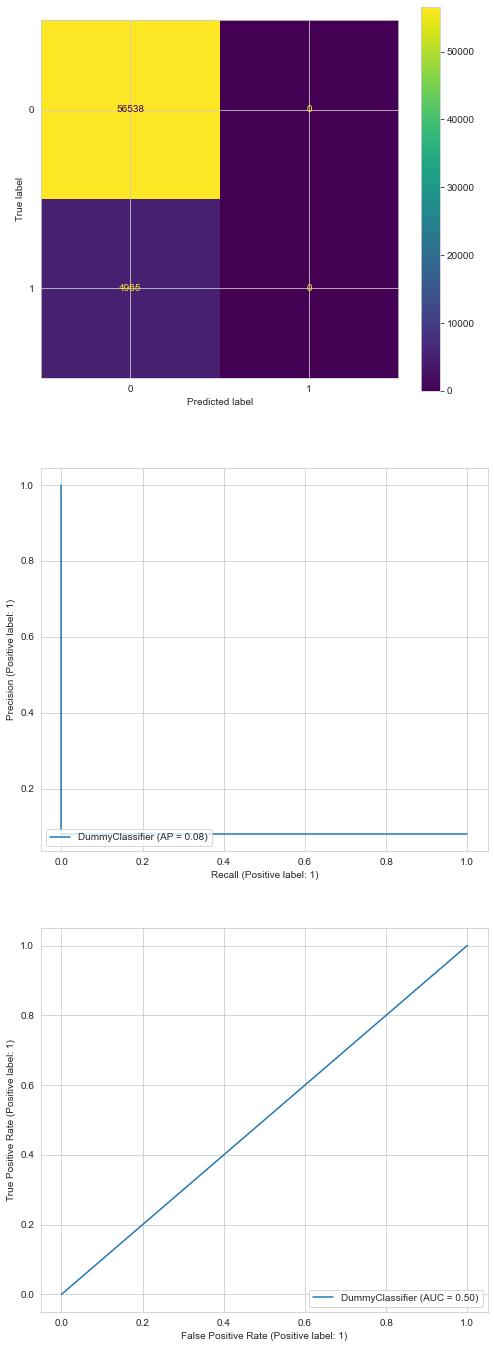 50000
40000
30000
20000
10000
0
True label
0
1
56538
0
4965
0
0
1
Predicted label
Precision (Positive label: 1)
1.0
0.8
0.6
0.4
0.2
DummyClassifier (AP = 0.08)
0.0 0.2 0.4 0.6 0.8 1.0
Recall (Positive label: 1)
True Positive Rate (Positive label: 1)
1.0
0.8
0.6
0.4
0.2
0.0
DummyClassifier (AUC = 0.50)
0.0 0.2 0.4 0.6 0.8 1.0
False Positive Rate (Positive label: 1)